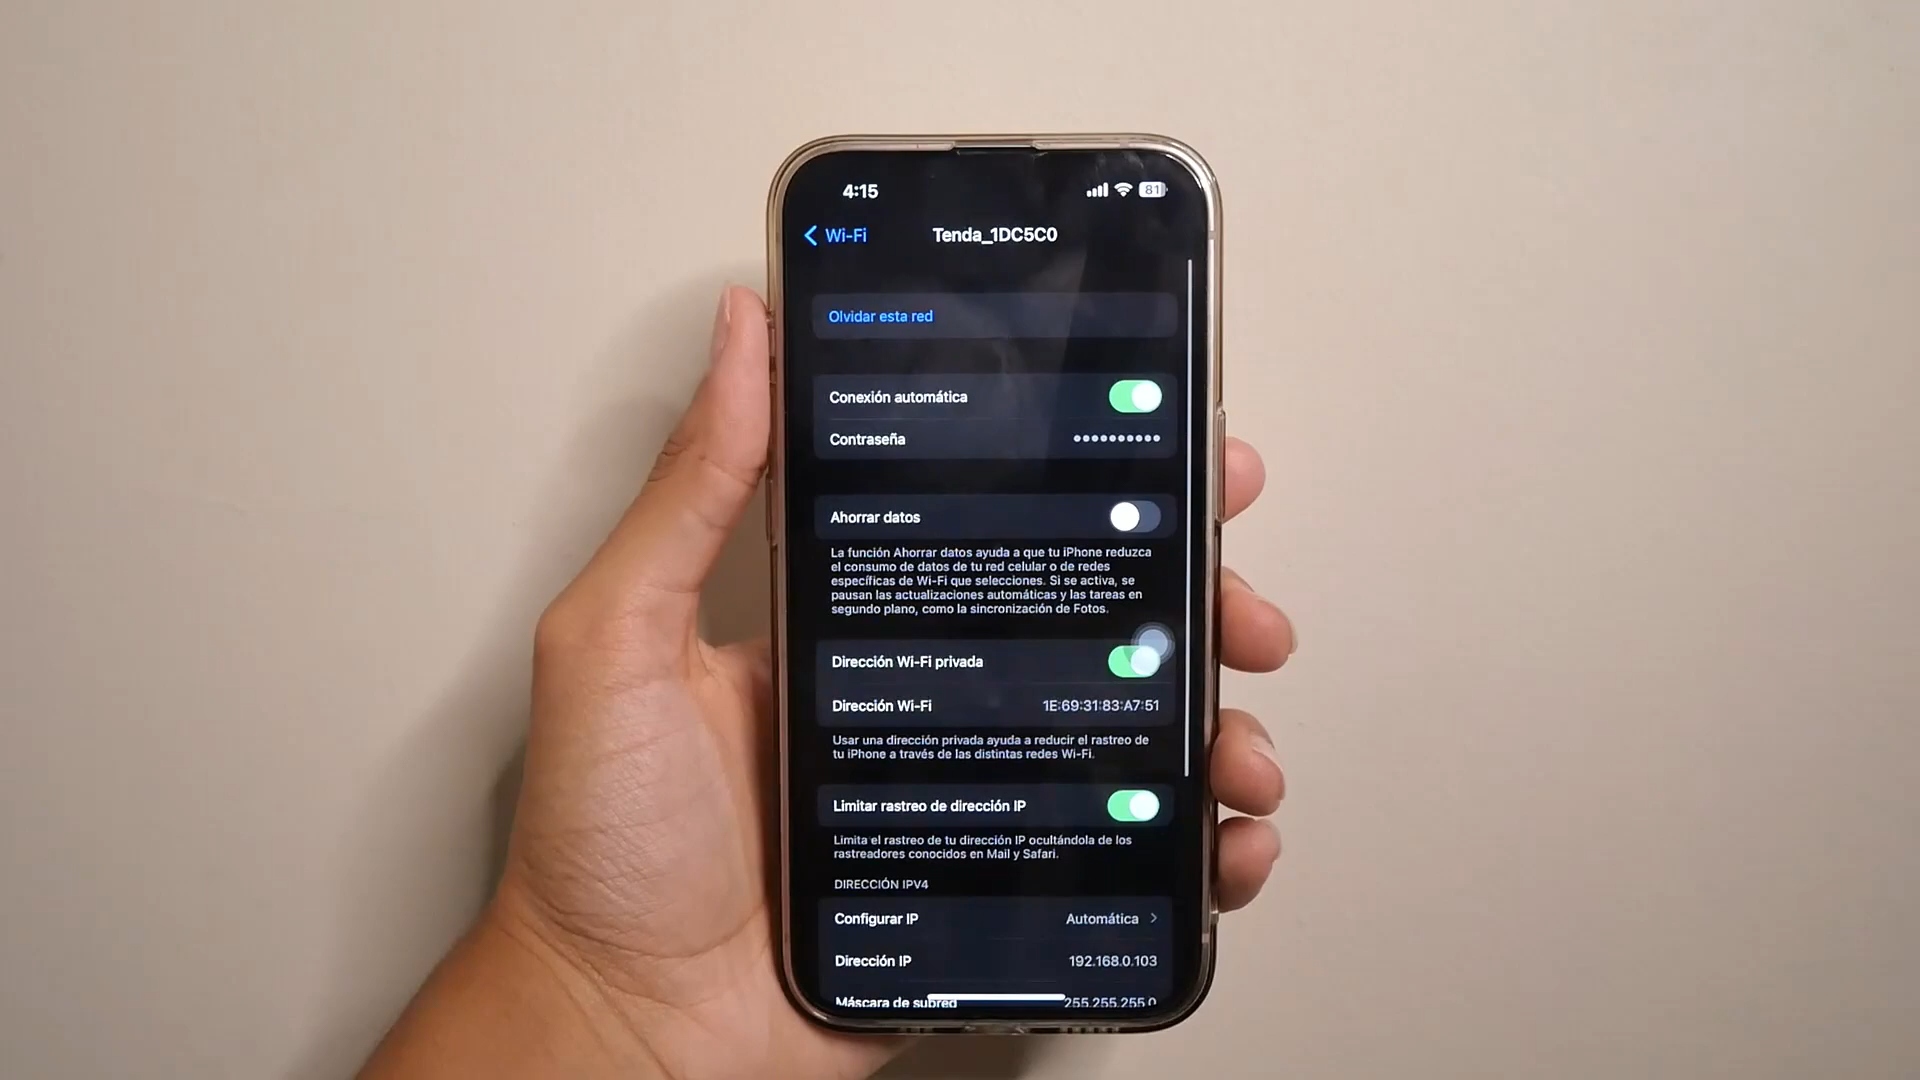 4:15
81
Wi-Fi
Tenda_1DC5C0
Olvidar esta red
Conexión automática
Contraseña ••••••••••
Ahorrar datos
La función Ahorrar datos ayuda a que tu iPhone reduzca
el consumo de datos de tu red celular o de redes
específicas de Wi-Fi que selecciones. Si se activa, se
pausan las actualizaciones automáticas y las tareas en
segundo plano, como la sincronización de Fotos.
Dirección Wi-Fi privada
Dirección Wi-Fi 1E:69:31:83:A7:51
Usar una dirección privada ayuda a reducir el rastreo de
tu iPhone a través de las distintas redes Wi-Fi.
Limitar rastreo de dirección IP
Limita el rastreo de tu dirección IP ocultándola de los
rastreadores conocidos en Mail y Safari.
DIRECCIÓN IPV4
Configurar IP Automática
Dirección IP 192.168.0.103
Máscara de subred 255.255.255.0